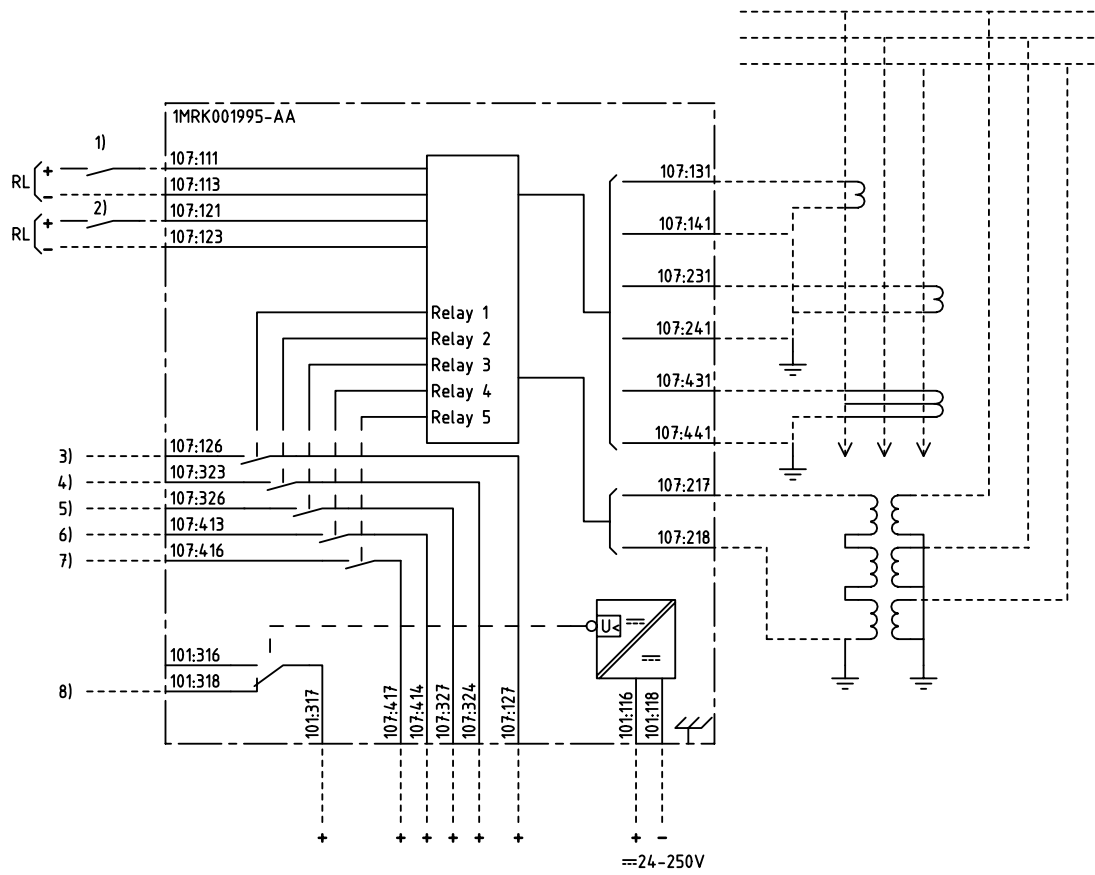 1MRK001995-AA
1)
RL + 107:111 107:131
- 107:113
2)
RL + 107:121 107:141
- 107:123
107:231
Relay 1
Relay 2 107:241
Relay 3
Relay 4 107:431
Relay 5
107:441
3) 107:126
4) 107:323
5) 107:326 107:217
6) 107:413
7) 107:416 107:218
U<
101:316
8) 101:318
101:317 107:417 107:414 107:327 107:324 107:127 101:116 101:118
+ + + + + + + -
24-250V